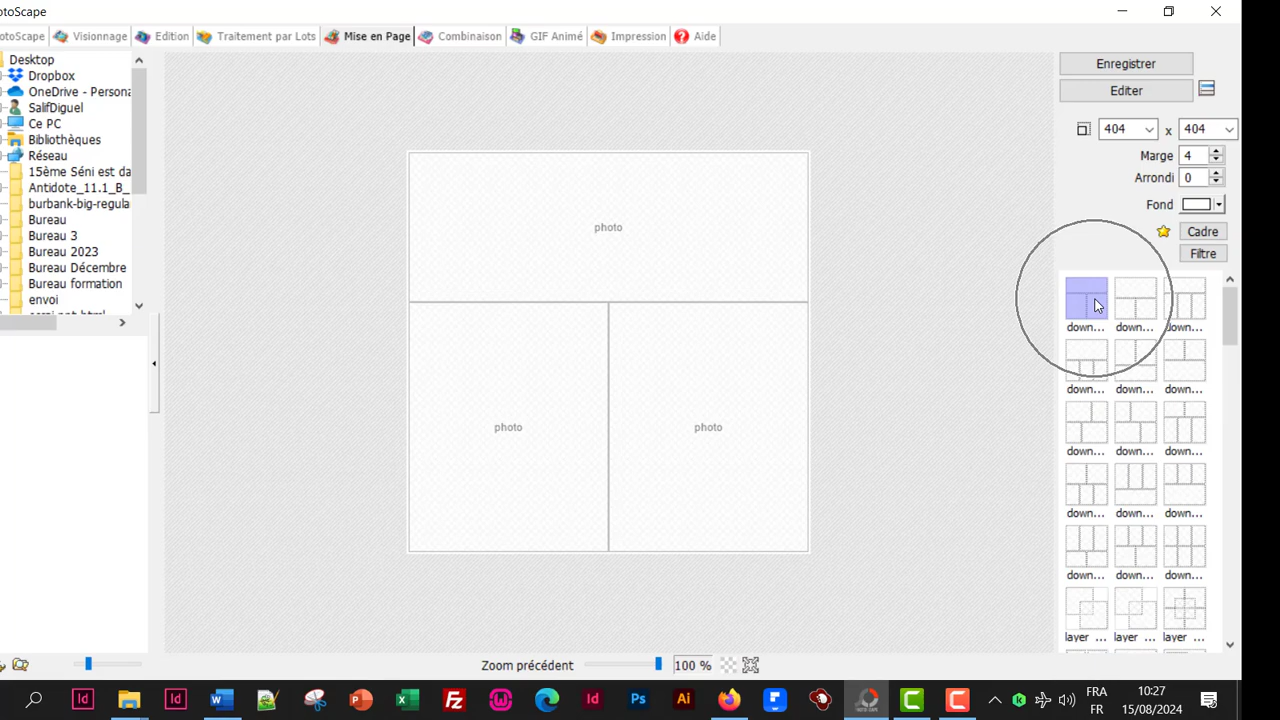 otoScape
otoScape
Visionnage
Edition
Traitement par Lots
Mise en Page
Combinaison
GIF Animé
Impression
Aide
Desktop
Dropbox
OneDrive - Persona
SalifDiguel
Ce PC
Bibliothèques
Réseau
15ème Séni est da
Antidote_11.1_B_
burbank-big-regula
Bureau
Bureau 3
Bureau 2023
Bureau Décembre
Bureau formation
envoi
Enregistrer
Editer
404 x 404
Marge 4
Arrondi 0
Fond
Cadre
Filtre
photo
photo photo
down... down... down...
down... down... down...
down... down... down...
down... down... down...
down... down... down...
layer ... layer ... layer ...
Zoom précédent 100 %
FRA
FR
10:27
15/08/2024